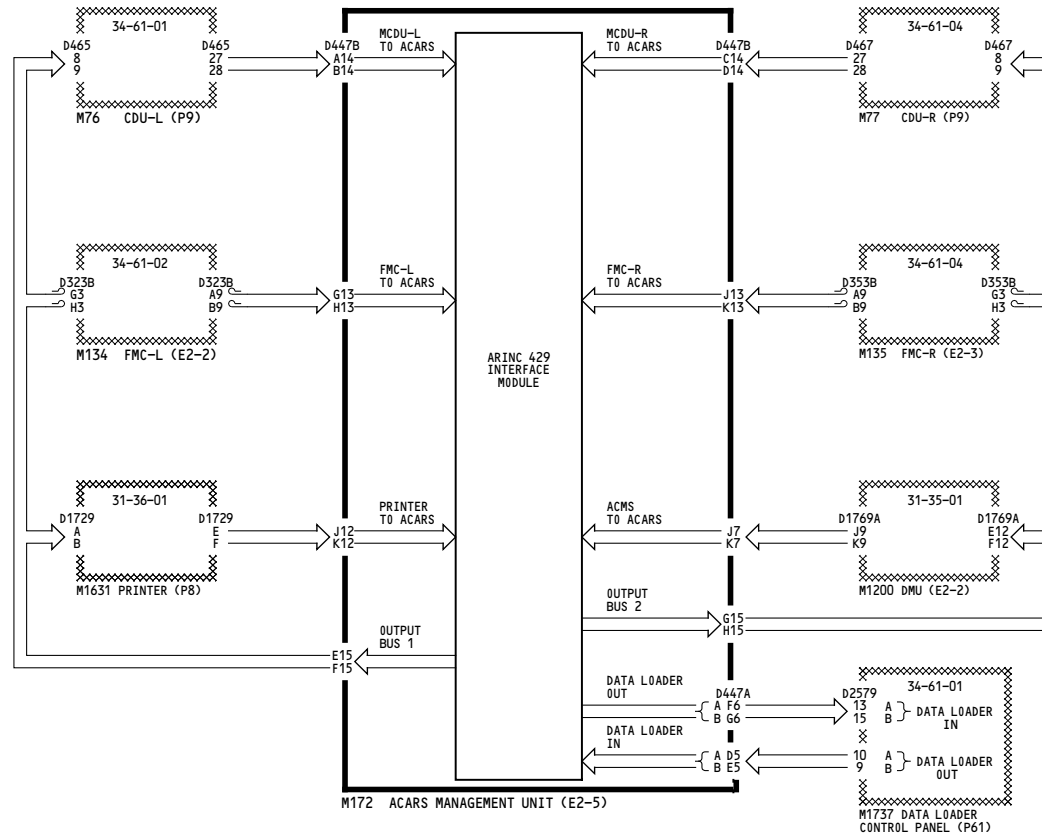 34-61-01
D465
8
9
D465
27
28
M76 CDU-L (P9)
D447B
A14
B14
MCDU-L
TO ACARS
MCDU-R
TO ACARS
D447B
C14
D14
34-61-04
D467
27
28
D467
8
9
M77 CDU-R (P9)
34-61-02
D323B
G3
H3
D323B
A9
B9
M134 FMC-L (E2-2)
G13
H13
FMC-L
TO ACARS
FMC-R
TO ACARS
J13
K13
34-61-04
D353B
A9
B9
D353B
G3
H3
M135 FMC-R (E2-3)
ARINC 429
INTERFACE
MODULE
31-36-01
D1729
A
B
D1729
E
F
M1631 PRINTER (P8)
J12
K12
PRINTER
TO ACARS
ACMS
TO ACARS
J7
K7
31-35-01
D1769A
J9
K9
D1769A
E12
F12
M1200 DMU (E2-2)
OUTPUT
BUS 2
G15
H15
OUTPUT
BUS 1
E15
F15
DATA LOADER
OUT
D447A
A F6
B G6
DATA LOADER
IN
A D5
B E5
34-61-01
D2579
13 A
15 B
DATA LOADER
IN
10 A
9 B
DATA LOADER
OUT
M1737 DATA LOADER
CONTROL PANEL (P61)
M172 ACARS MANAGEMENT UNIT (E2-5)